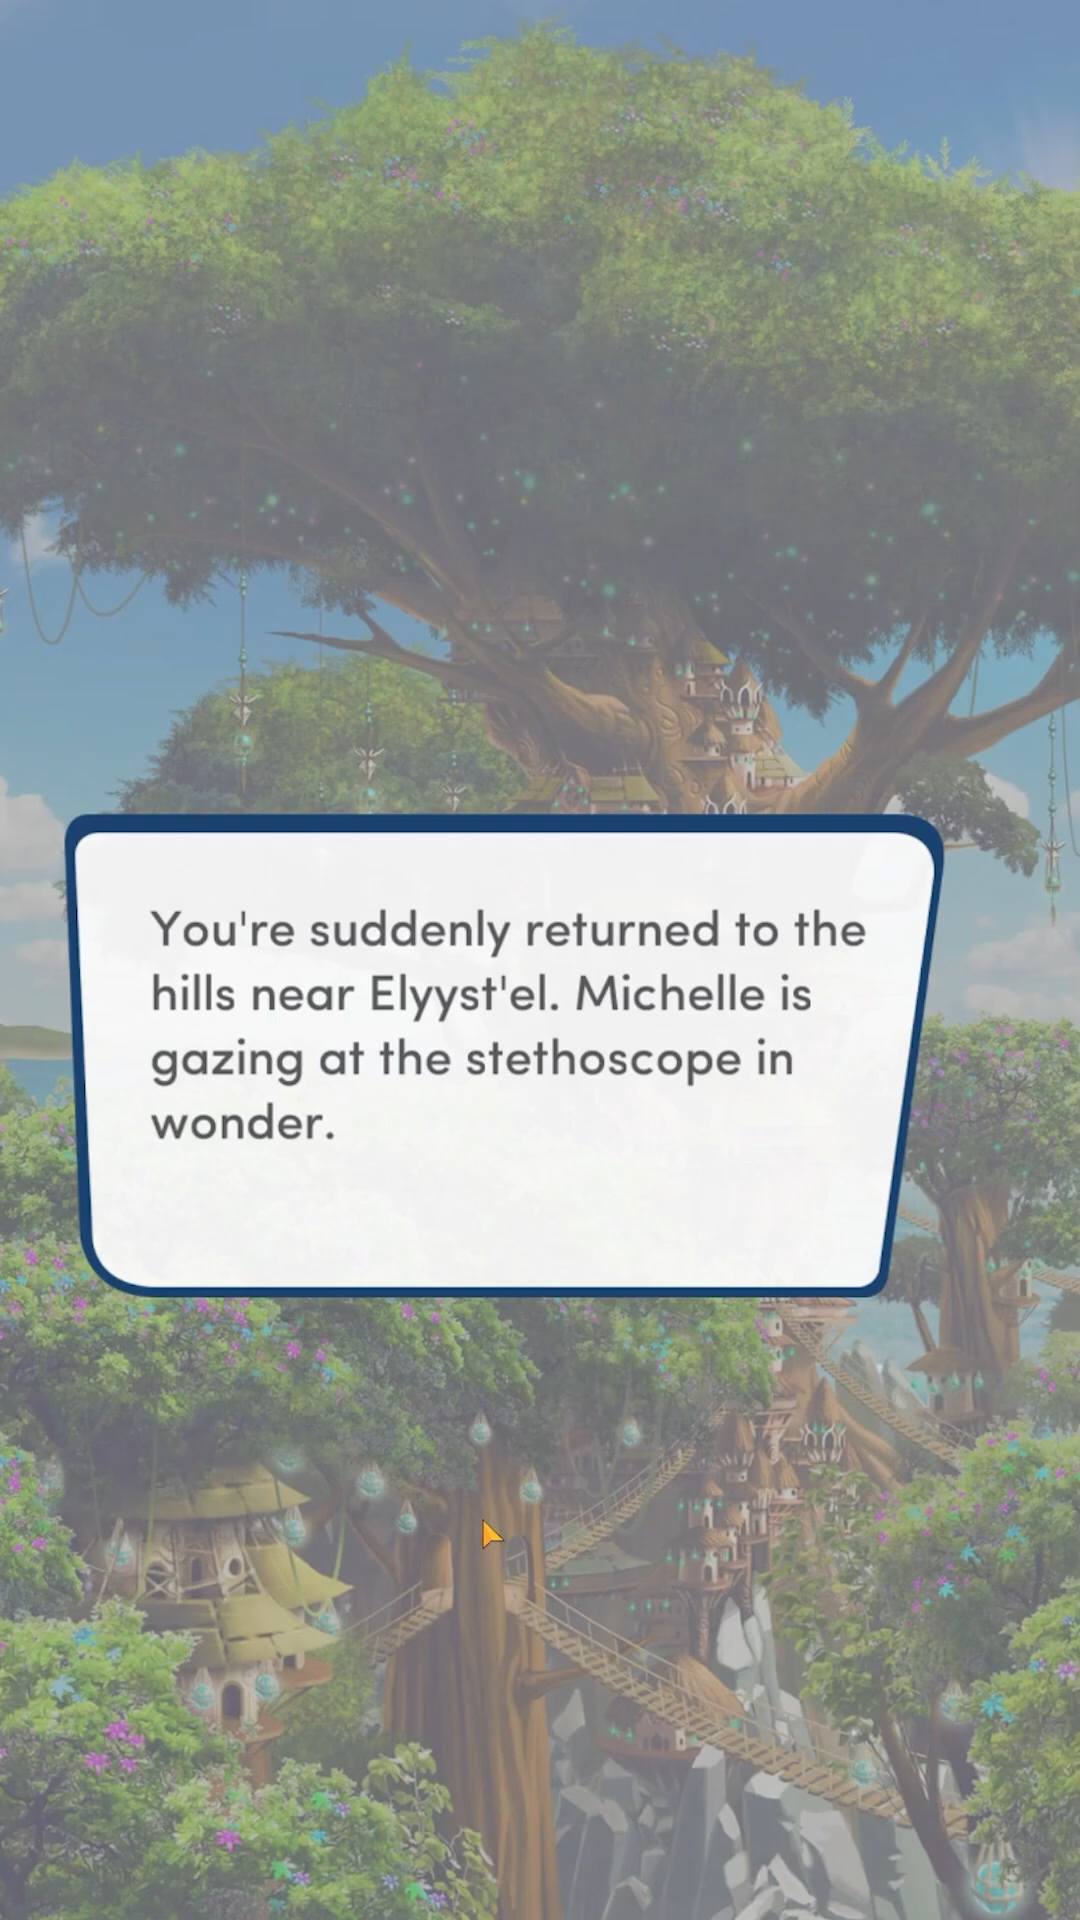 You're suddenly returned to the
hills near Elyyst'el. Michelle is
gazing at the stethoscope in
wonder.